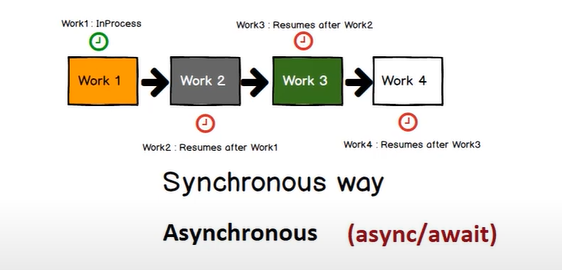 Work1 : InProcess
Work3 : Resumes after Work2
Work 1
Work 2
Work 3
Work 4
Work2 : Resumes after Work1
Work4 : Resumes after Work3
Synchronous way
Asynchronous (async/await)